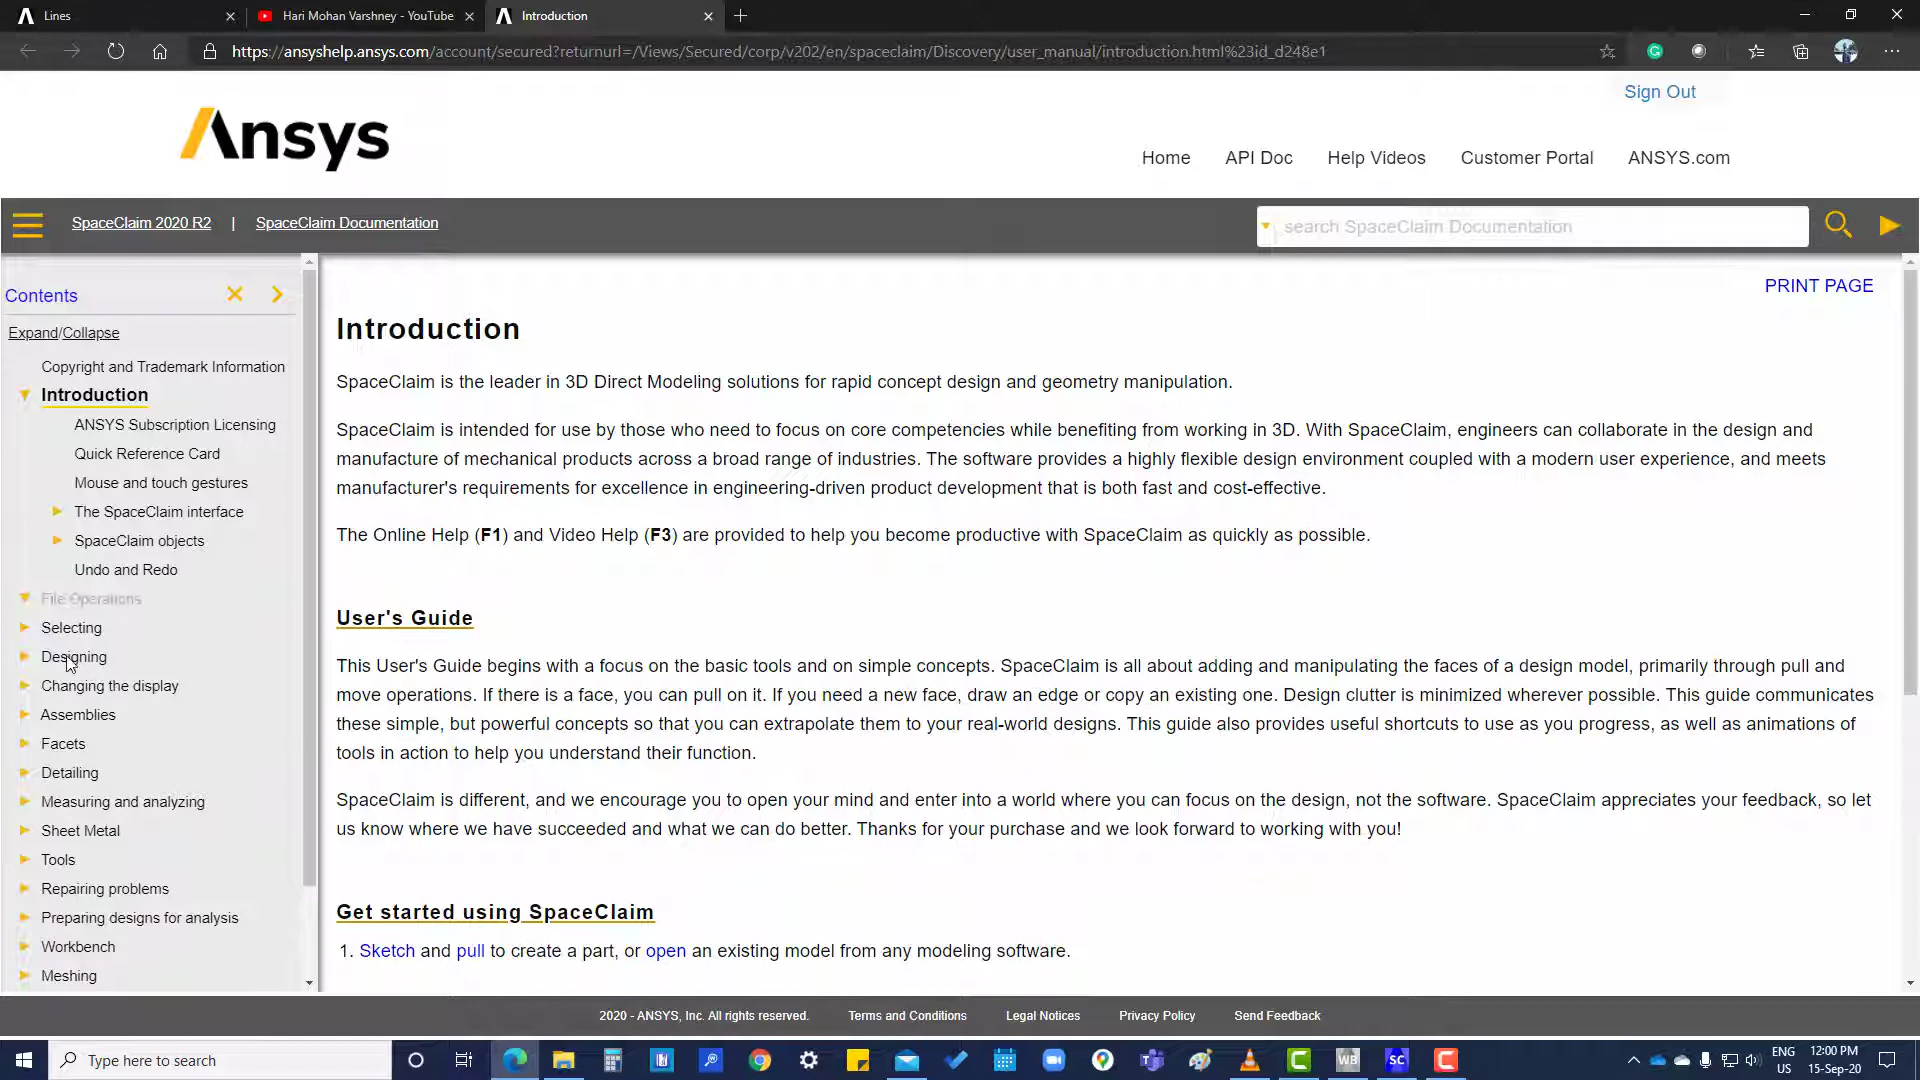 Lines
Hari Mohan Varshney - YouTube
Introduction
https://ansyshelp.ansys.com/account/secured?returnurl=/Views/Secured/corp/v202/en/spaceclaim/Discovery/user_manual/introduction.html%23id_d248e1
Sign Out
Ansys
Home
API Doc
Help Videos
Customer Portal
ANSYS.com
SpaceClaim 2020 R2 | SpaceClaim Documentation
search SpaceClaim Documentation
Contents
Expand/Collapse
Copyright and Trademark Information
Introduction
ANSYS Subscription Licensing
Quick Reference Card
Mouse and touch gestures
The SpaceClaim interface
SpaceClaim objects
Undo and Redo
File Operations
Selecting
Designing
Changing the display
Assemblies
Facets
Detailing
Measuring and analyzing
Sheet Metal
Tools
Repairing problems
Preparing designs for analysis
Workbench
Meshing
PRINT PAGE
Introduction
SpaceClaim is the leader in 3D Direct Modeling solutions for rapid concept design and geometry manipulation.
SpaceClaim is intended for use by those who need to focus on core competencies while benefiting from working in 3D. With SpaceClaim, engineers can collaborate in the design and
manufacture of mechanical products across a broad range of industries. The software provides a highly flexible design environment coupled with a modern user experience, and meets
manufacturer's requirements for excellence in engineering-driven product development that is both fast and cost-effective.
The Online Help (F1) and Video Help (F3) are provided to help you become productive with SpaceClaim as quickly as possible.
User's Guide
This User's Guide begins with a focus on the basic tools and on simple concepts. SpaceClaim is all about adding and manipulating the faces of a design model, primarily through pull and
move operations. If there is a face, you can pull on it. If you need a new face, draw an edge or copy an existing one. Design clutter is minimized wherever possible. This guide communicates
these simple, but powerful concepts so that you can extrapolate them to your real-world designs. This guide also provides useful shortcuts to use as you progress, as well as animations of
tools in action to help you understand their function.
SpaceClaim is different, and we encourage you to open your mind and enter into a world where you can focus on the design, not the software. SpaceClaim appreciates your feedback, so let
us know where we have succeeded and what we can do better. Thanks for your purchase and we look forward to working with you!
Get started using SpaceClaim
1. Sketch and pull to create a part, or open an existing model from any modeling software.
2020 - ANSYS, Inc. All rights reserved.
Terms and Conditions
Legal Notices
Privacy Policy
Send Feedback
Type here to search
WB
SC
ENG
US
12:00 PM
15-Sep-20